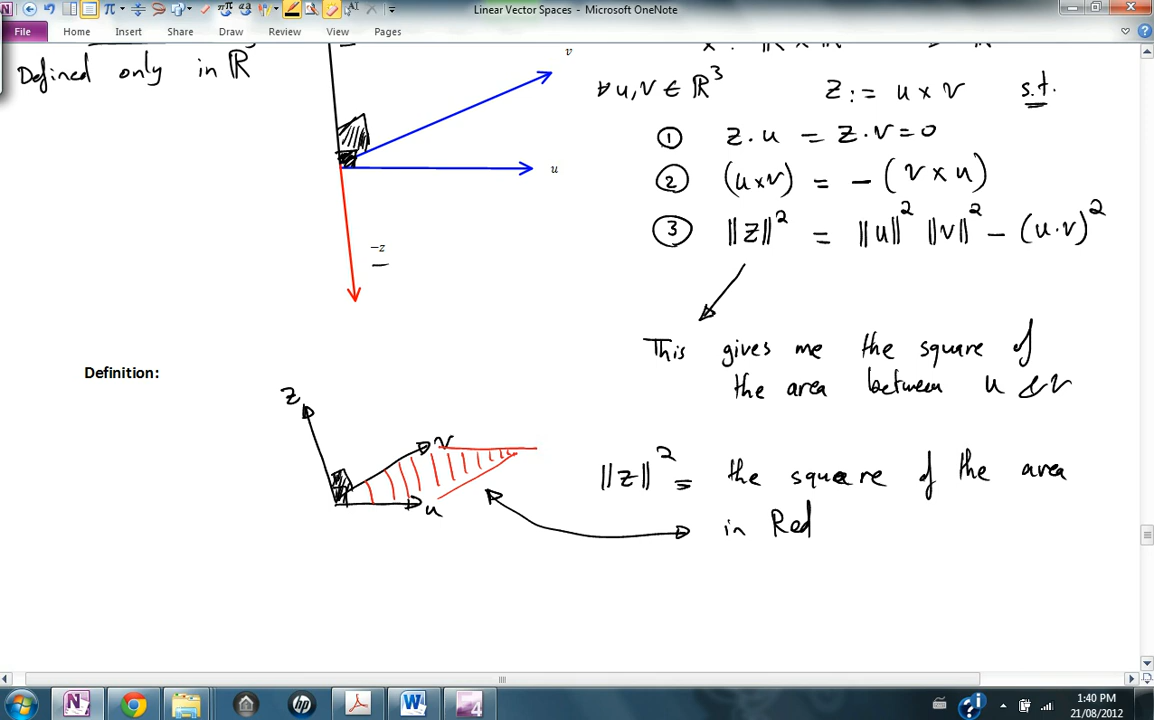 Linear Vector Spaces - Microsoft OneNote
File Home Insert Share Draw Review Pages
Defined only in ℝ
v
u
-z
∀ u,v ∈ ℝ³ z := u × v s.t.
① z . u = z . v = 0
② (u×v) = - (v × u)
③ ‖z‖² = ‖u‖² ‖v‖² - (u·v)²
This gives me the square of
the area between u & v
Definition:
z
v
u
‖z‖² = the square of the area
in Red
1:40 PM
21/08/2012